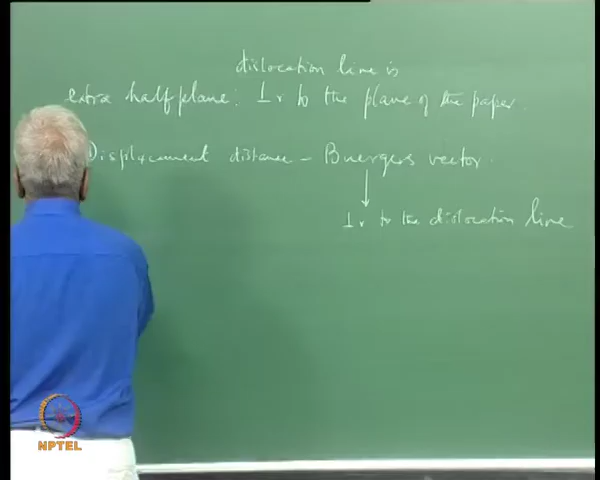 dislocation line is
extra half plane: ⊥r to the plane of the paper.
Displacement distance - Buergers vector.
⊥r to the dislocation line
NPTEL